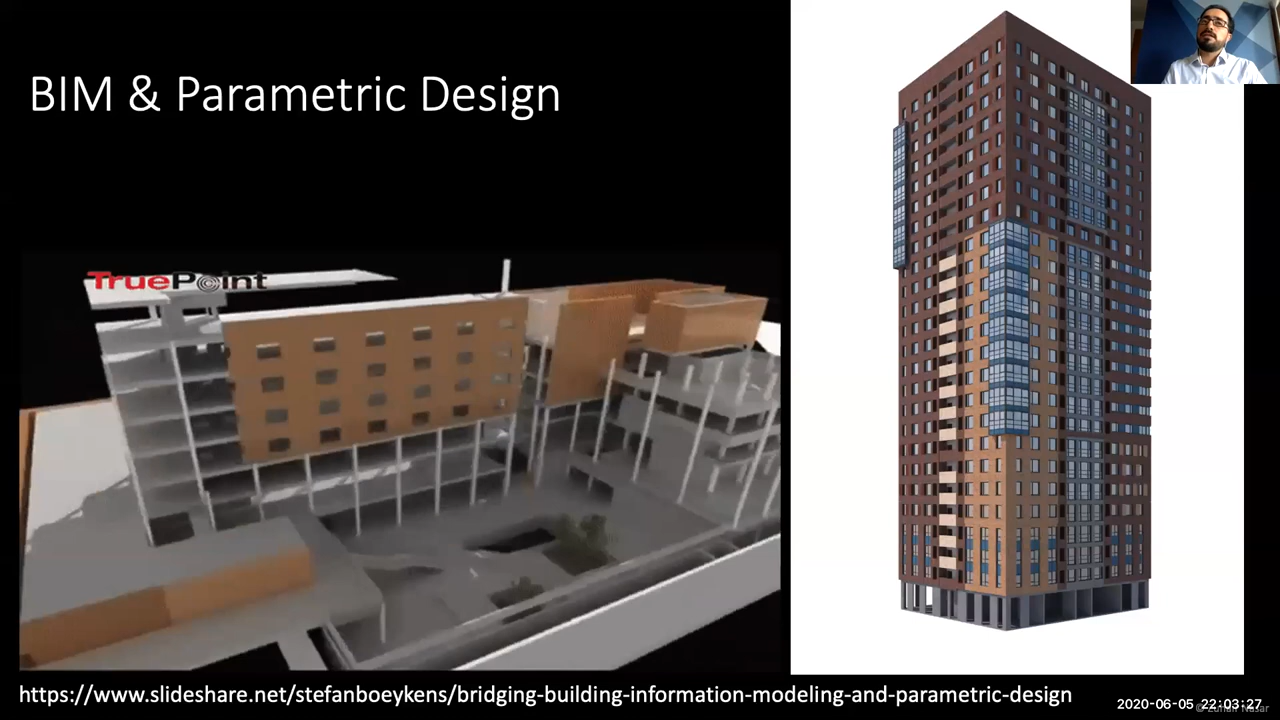 BIM & Parametric Design
TruePoint
https://www.slideshare.net/stefanboeykens/bridging-building-information-modeling-and-parametric-design
2020-06-05 22:03:27